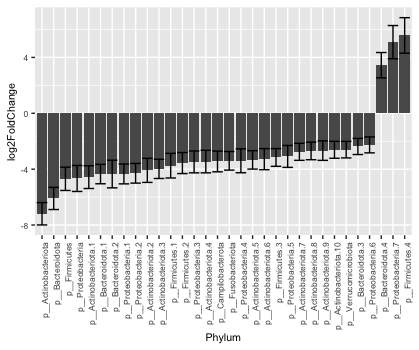 log2FoldChange
4
0
-4
-8
p__Actinobacteriota
p__Bacteroidota
p__Firmicutes
p__Proteobacteria
p__Actinobacteriota.1
p__Bacteroidota.1
p__Bacteroidota.2
p__Proteobacteria.1
p__Proteobacteria.2
p__Actinobacteriota.2
p__Actinobacteriota.3
p__Firmicutes.1
p__Firmicutes.2
p__Proteobacteria.3
p__Actinobacteriota.4
p__Campilobacterota
p__Fusobacteriota
p__Proteobacteria.4
p__Actinobacteriota.5
p__Actinobacteriota.6
p__Firmicutes.3
p__Proteobacteria.5
p__Actinobacteriota.7
p__Actinobacteriota.8
p__Actinobacteriota.9
p__Actinobacteriota.10
p__Verrucomicrobiota
p__Bacteroidota.3
p__Proteobacteria.6
p__Bacteroidota.4
p__Proteobacteria.7
p__Firmicutes.4
Phylum